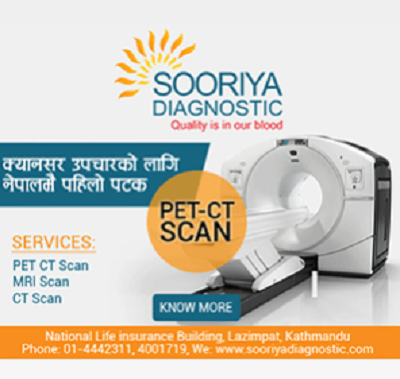 SOORIYA
DIAGNOSTIC
Quality is in our blood
क्यानसर उपचारको लागि
नेपालमै पहिलो पटक
PET-CT
SCAN
SERVICES:
PET CT Scan
MRI Scan
CT Scan
KNOW MORE
National Life insurance Building, Lazimpat, Kathmandu
Phone: 01-4442311, 4001719, We: www.sooriyadiagnostic.com